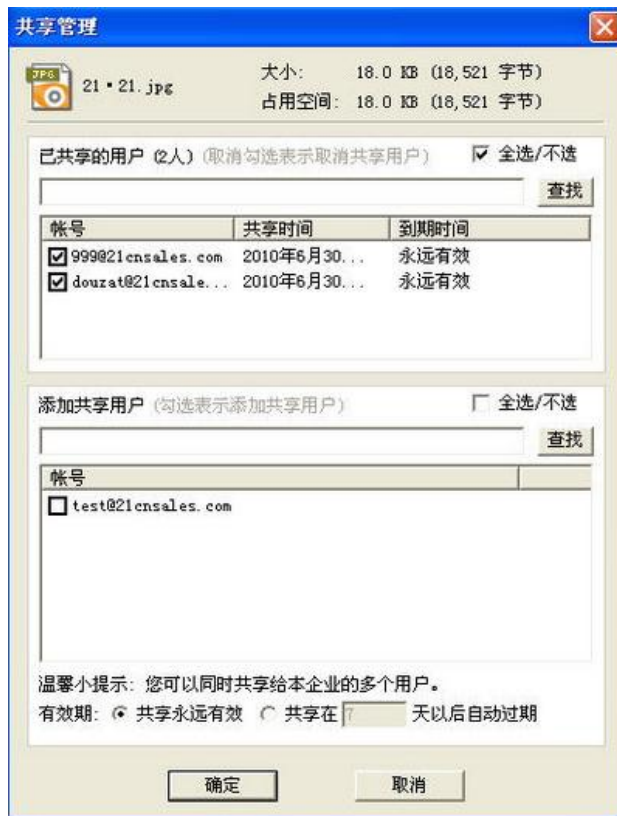 共享管理
JPG
21·21.jpg
大小: 18.0 KB (18,521 字节)
占用空间: 18.0 KB (18,521 字节)
已共享的用户 (2人) (取消勾选表示取消共享用户) 全选/不选
查找
帐号 共享时间 到期时间
999@21cnsales.com 2010年6月30... 永远有效
douzat@21cnsale... 2010年6月30... 永远有效
添加共享用户 (勾选表示添加共享用户) 全选/不选
查找
帐号
test@21cnsales.com
温馨小提示: 您可以同时共享给本企业的多个用户。
有效期: 共享永远有效 共享在 7 天以后自动过期
确定 取消